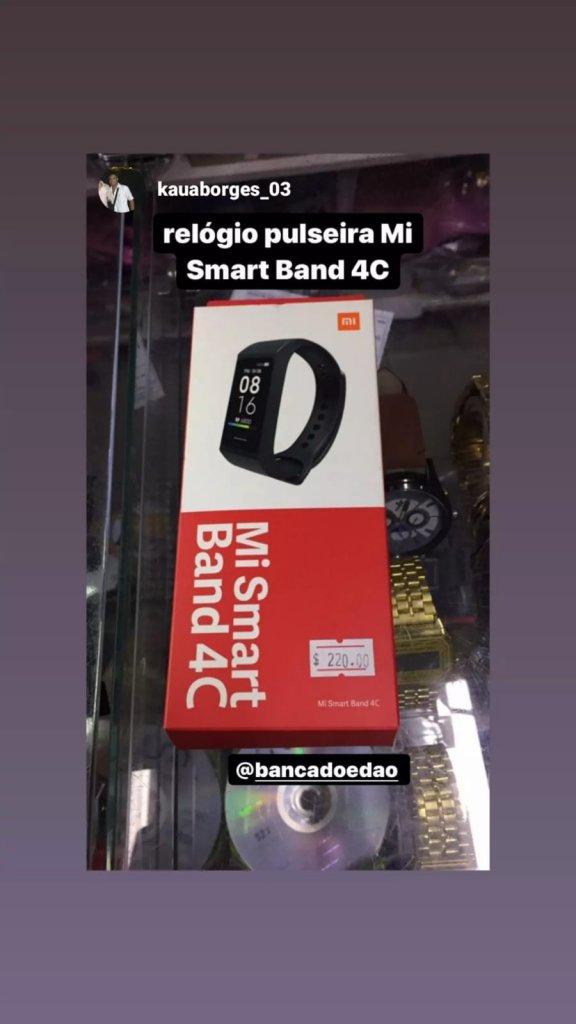 kauaborges_03
relógio pulseira Mi
Smart Band 4C
mi
08
16
Mi Smart
Band 4C
$ 220.00
Mi Smart Band 4C
@bancadoedao